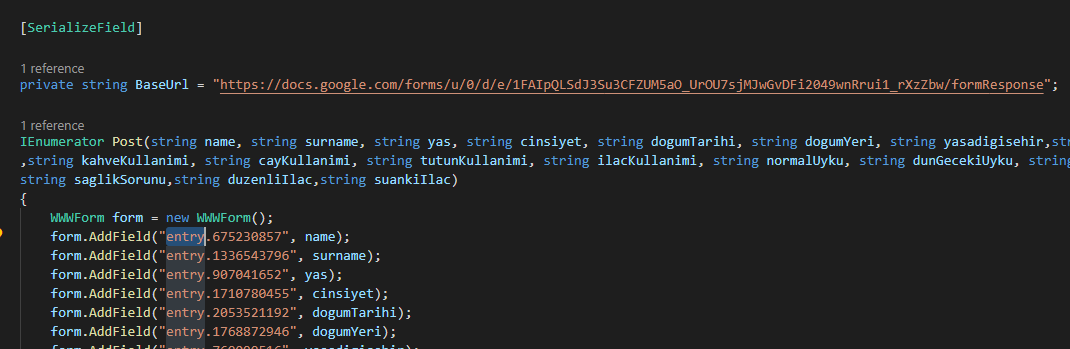 [SerializeField]
1 reference
private string BaseUrl = "https://docs.google.com/forms/u/0/d/e/1FAIpQLSdJ3Su3CFZUM5aO_UrOU7sjMJwGvDFi2049wnRrui1_rXzZbw/formResponse";
1 reference
IEnumerator Post(string name, string surname, string yas, string cinsiyet, string dogumTarihi, string dogumYeri, string yasadigisehir,st
,string kahveKullanimi, string cayKullanimi, string tutunKullanimi, string ilacKullanimi, string normalUyku, string dunGecekiUyku, string
string saglikSorunu,string duzenliIlac,string suankiIlac)
{
WWWForm form = new WWWForm();
form.AddField("entry.675230857", name);
form.AddField("entry.1336543796", surname);
form.AddField("entry.907041652", yas);
form.AddField("entry.1710780455", cinsiyet);
form.AddField("entry.2053521192", dogumTarihi);
form.AddField("entry.1768872946", dogumYeri);